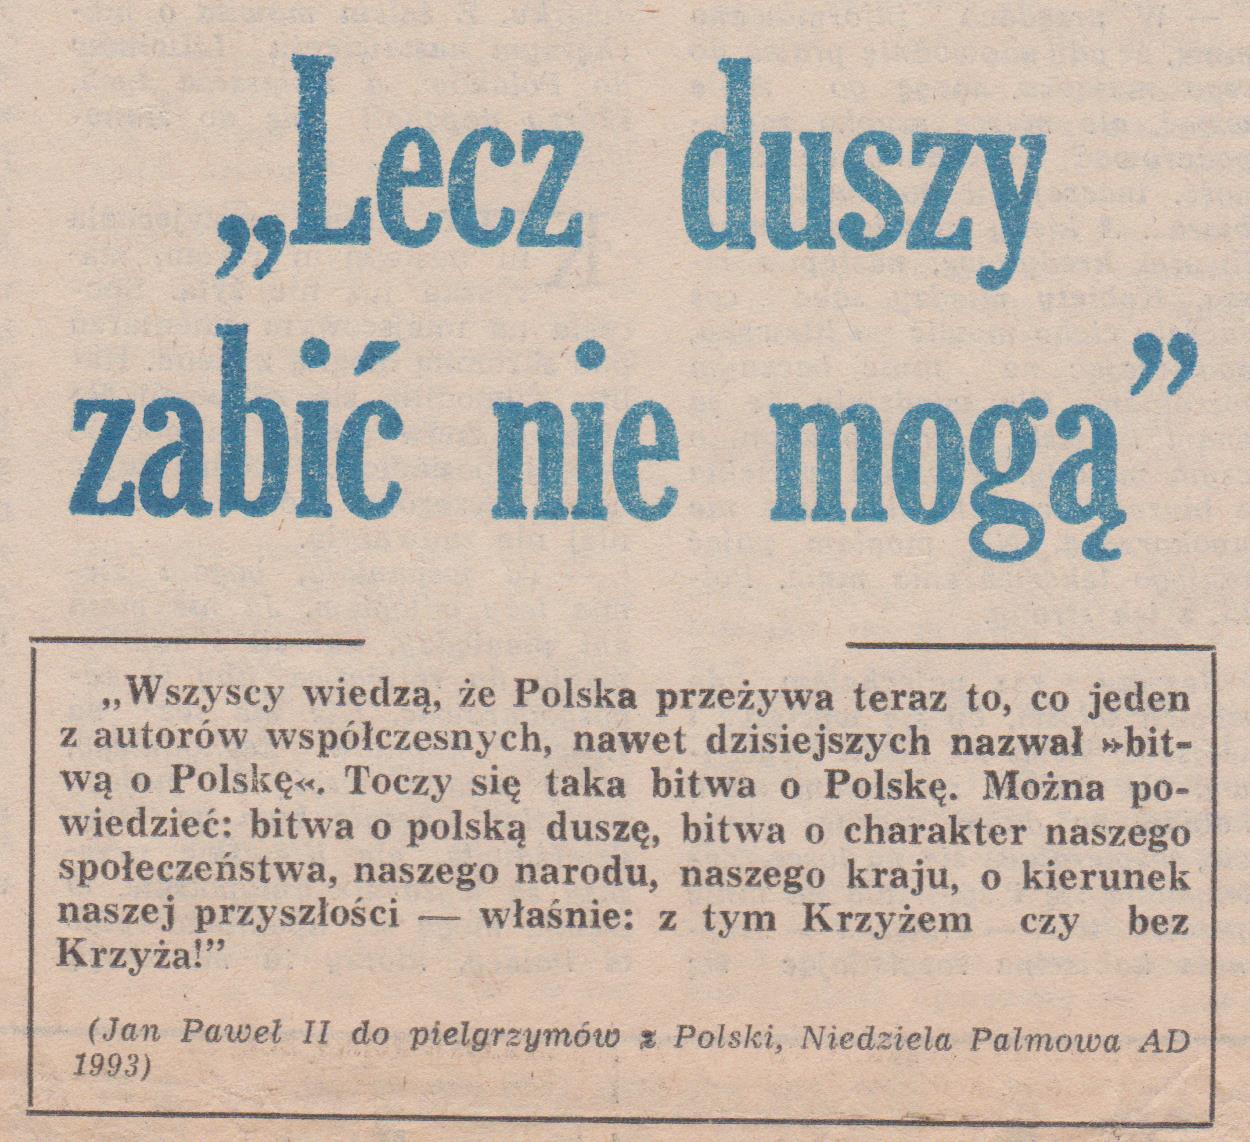 „Lecz duszy
zabić nie mogą”
„Wszyscy wiedzą, że Polska przeżywa teraz to, co jeden
z autorów współczesnych, nawet dzisiejszych nazwał »bit-
wą o Polskę«. Toczy się taka bitwa o Polskę. Można po-
wiedzieć: bitwa o polską duszę, bitwa o charakter naszego
społeczeństwa, naszego narodu, naszego kraju, o kierunek
naszej przyszłości — właśnie: z tym Krzyżem czy bez
Krzyża!”
(Jan Paweł II do pielgrzymów z Polski, Niedziela Palmowa AD
1993)